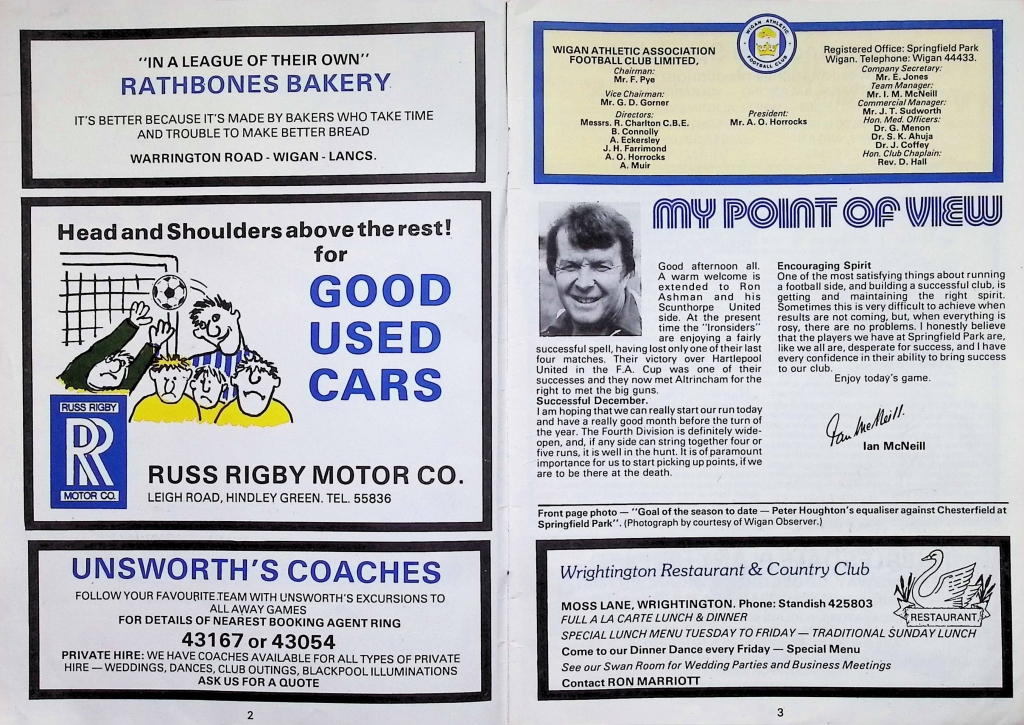 "IN A LEAGUE OF THEIR OWN"
RATHBONES BAKERY
IT'S BETTER BECAUSE IT'S MADE BY BAKERS WHO TAKE TIME
AND TROUBLE TO MAKE BETTER BREAD
WARRINGTON ROAD - WIGAN - LANCS.
Head and Shoulders above the rest!
for
GOOD
USED
CARS
RUSS RIGBY
RR
MOTOR CO.
RUSS RIGBY MOTOR CO.
LEIGH ROAD, HINDLEY GREEN. TEL. 55836
UNSWORTH'S COACHES
FOLLOW YOUR FAVOURITE.TEAM WITH UNSWORTH'S EXCURSIONS TO
ALL AWAY GAMES
FOR DETAILS OF NEAREST BOOKING AGENT RING
43167 or 43054
PRIVATE HIRE: WE HAVE COACHES AVAILABLE FOR ALL TYPES OF PRIVATE
HIRE — WEDDINGS, DANCES, CLUB OUTINGS, BLACKPOOL ILLUMINATIONS
ASK US FOR A QUOTE
2
WIGAN ATHLETIC ASSOCIATION
FOOTBALL CLUB LIMITED,
Chairman:
Mr. F. Pye
Vice Chairman:
Mr. G. D. Gorner
Directors:
Messrs. R. Charlton C.B.E.
B. Connolly
A. Eckersley
J. H. Farrimond
A. O. Horrocks
A. Muir
WIGAN ATHLETIC
FOOTBALL CLUB
President:
Mr. A. O. Horrocks
Registered Office: Springfield Park
Wigan. Telephone: Wigan 44433.
Company Secretary:
Mr. E. Jones
Team Manager:
Mr. I. M. McNeill
Commercial Manager:
Mr. J. T. Sudworth
Hon. Med. Officers:
Dr. G. Menon
Dr. S. K. Ahuja
Dr. J. Coffey
Hon. Club Chaplain:
Rev. D. Hall
MY POINT OF VIEW
Good afternoon all.
A warm welcome is
extended to Ron
Ashman and his
Scunthorpe United
side. At the present
time the "Ironsiders"
are enjoying a fairly
successful spell, having lost only one of their last
four matches. Their victory over Hartlepool
United in the F.A. Cup was one of their
successes and they now met Altrincham for the
right to met the big guns.
Successful December.
I am hoping that we can really start our run today
and have a really good month before the turn of
the year. The Fourth Division is definitely wide-
open, and, if any side can string together four or
five runs, it is well in the hunt. It is of paramount
importance for us to start picking up points, if we
are to be there at the death.
Encouraging Spirit
One of the most satisfying things about running
a football side, and building a successful club, is
getting and maintaining the right spirit.
Sometimes this is very difficult to achieve when
results are not coming, but, when everything is
rosy, there are no problems. I honestly believe
that the players we have at Springfield Park are,
like we all are, desperate for success, and I have
every confidence in their ability to bring success
to our club.
Enjoy today's game.
Ian McNeill.
Ian McNeill
Front page photo — "Goal of the season to date — Peter Houghton's equaliser against Chesterfield at
Springfield Park". (Photograph by courtesy of Wigan Observer.)
Wrightington Restaurant & Country Club
MOSS LANE, WRIGHTINGTON. Phone: Standish 425803
FULL A LA CARTE LUNCH & DINNER
SPECIAL LUNCH MENU TUESDAY TO FRIDAY — TRADITIONAL SUNDAY LUNCH
Come to our Dinner Dance every Friday — Special Menu
See our Swan Room for Wedding Parties and Business Meetings
Contact RON MARRIOTT
RESTAURANT
3